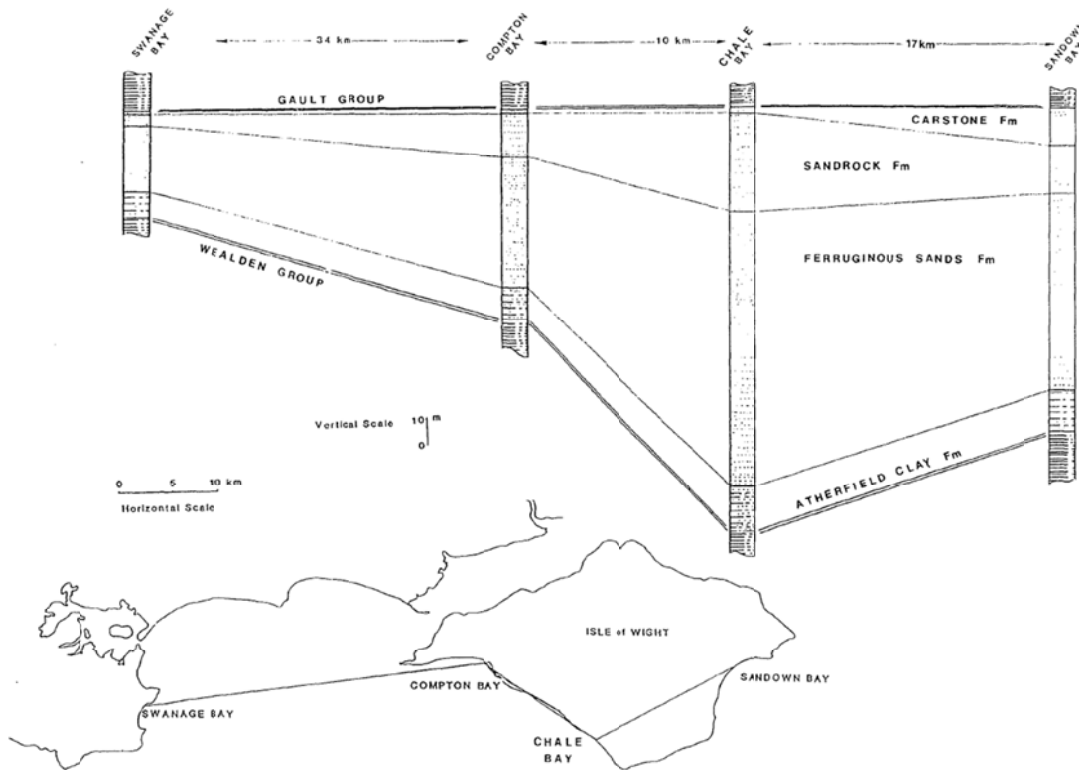 SWANAGE BAY
34 km
COMPTON BAY
10 km
CHALE BAY
17km
SANDOWN BAY
GAULT GROUP
CARSTONE Fm
SANDROCK Fm
WEALDEN GROUP
FERRUGINOUS SANDS Fm
Vertical Scale
10 m
0
ATHERFIELD CLAY Fm
0 5 10 km
Horizontal Scale
ISLE of WIGHT
SANDOWN BAY
COMPTON BAY
SWANAGE BAY
CHALE
BAY